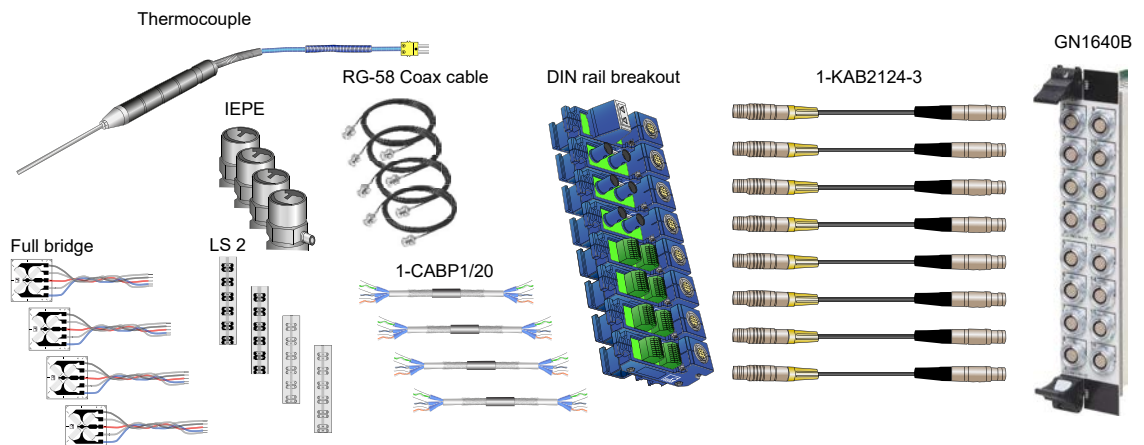 Thermocouple
GN1640B
RG-58 Coax cable
DIN rail breakout
1-KAB2124-3
IEPE
Full bridge
LS 2
1-CABP1/20